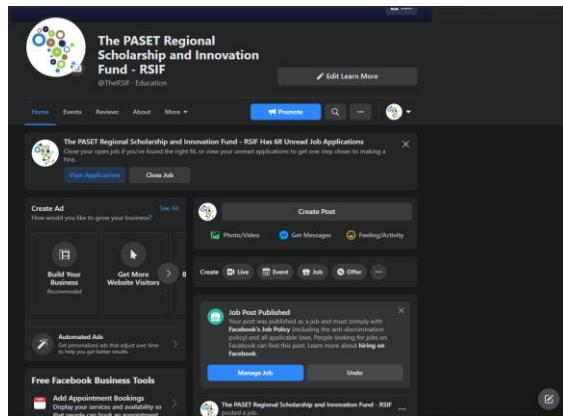 Edit
The PASET Regional
Scholarship and Innovation
Fund - RSIF
@TheRSIF · Education
Edit Learn More
Home Events Reviews About More
Promote
The PASET Regional Scholarship and Innovation Fund - RSIF Has 68 Unread Job Applications
Close your open job if you've found the right fit, or view your unread applications to get one step closer to making a
hire.
View Applications Close Job
Create Ad See All
How would you like to grow your business?
Build Your
Business
Recommended
Get More
Website Visitors
B
Automated Ads
Get personalized ads that adjust over time
to help you get better results.
Free Facebook Business Tools
Add Appointment Bookings
Display your services and availability so
that people can book an appointment
Create Post
Photo/Video Get Messages Feeling/Activity
Create Live Event Job Offer
Job Post Published
Your post was published as a job and must comply with
Facebook's Job Policy (including the anti-discrimination
policy) and all applicable laws. People looking for jobs on
Facebook can find this post. Learn more about hiring on
Facebook.
Manage Job Undo
The PASET Regional Scholarship and Innovation Fund - RSIF
posted a job.